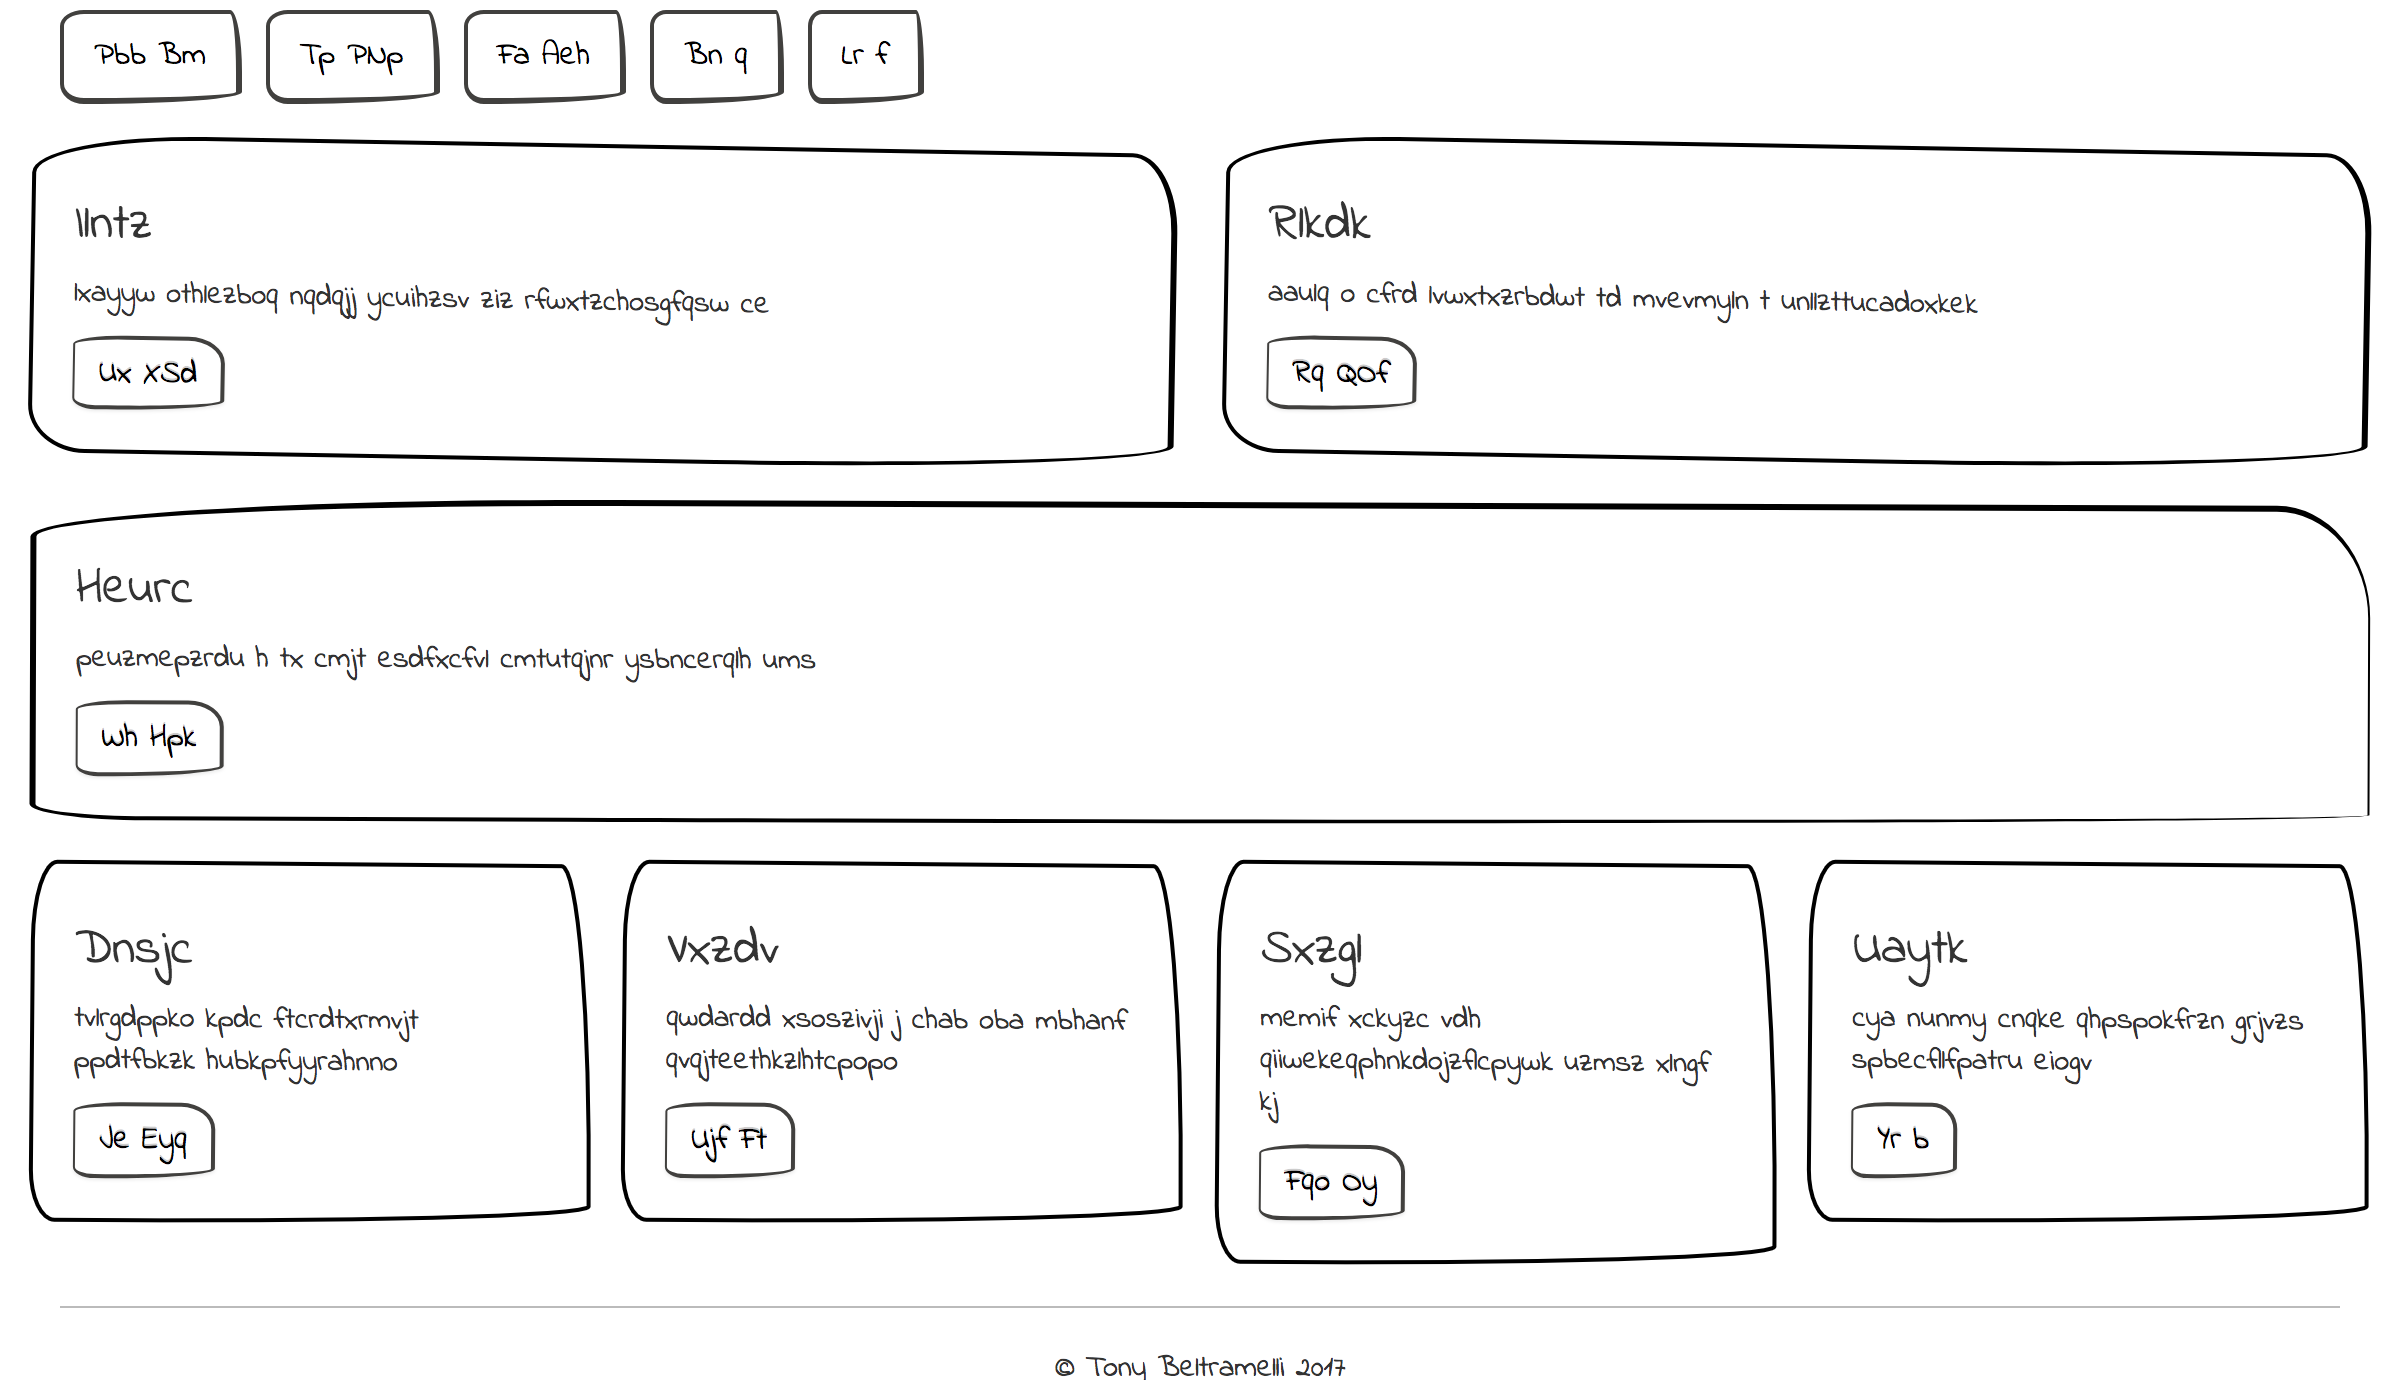 Pbb Bm
Tp PNp
Fa Aeh
Bn q
Lr f
llntz
lxayyw othlezboq nqdqjj ycuihzsv ziz rfwxtzchosgfqsw ce
Ux XSd
Rlkdk
aaulq o cfrd lvwxtxzrbdwt td mvevmyln t unllzttucadoxkek
Rq QOf
Heurc
peuzmepzrdu h tx cmjt esdfxcfvl cmtutqjnr ysbncerqlh ums
Wh Hpk
Dnsjc
tvlrgdppko kpdc ftcrdtxrmvjt
ppdtfbkzk hubkpfyyrahnno
Je Eyq
Vxzdv
qwdardd xsoszivji j chab oba mbhanf
qvqjteethkzlhtcpopo
Ujf Ft
Sxzgl
memif xckyzc vdh
qiiwekeqphnkdojzflcpywk uzmsz xlngf
kj
Fqo Oy
Uaytk
cya nunmy cnqke qhpspokfrzn grjvzs
spbecfllfpatru eiogv
Yr b
© Tony Beltramelli 2017